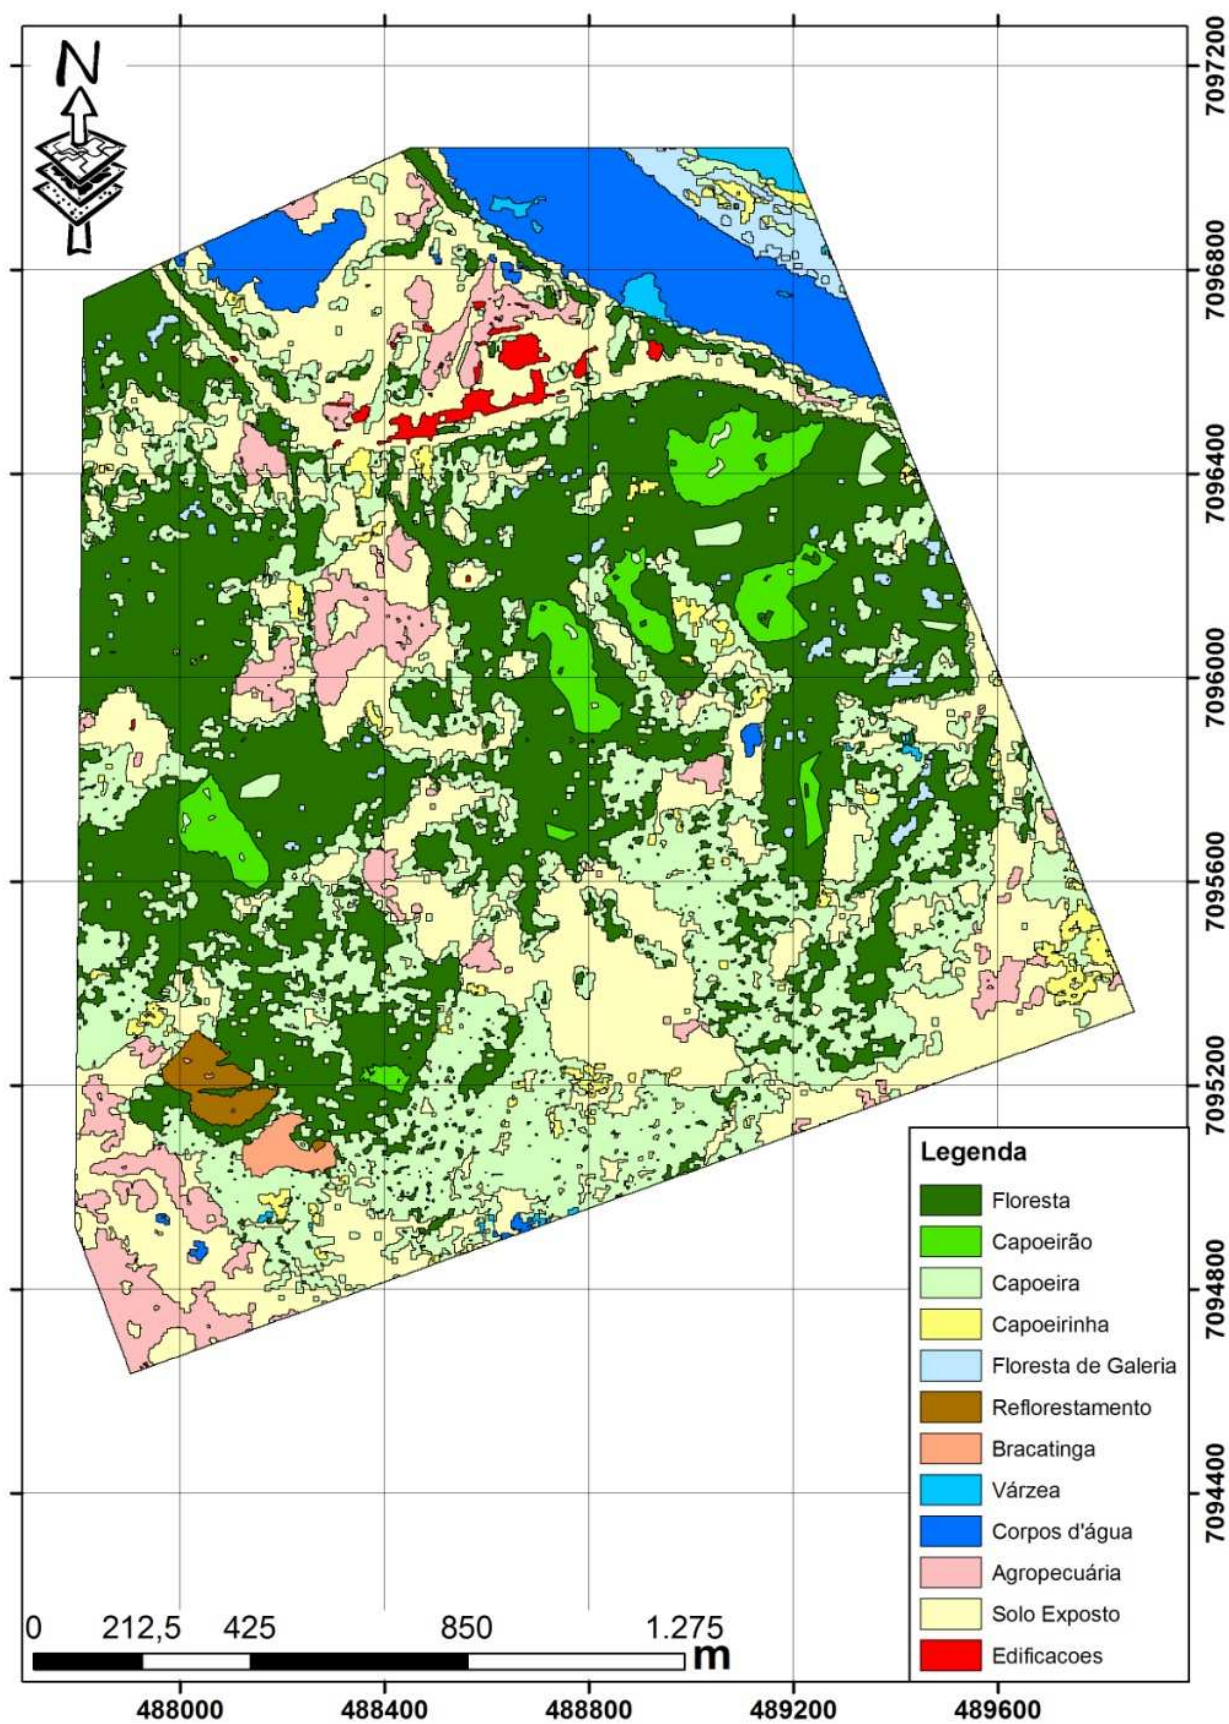 N
7097200
7096800
7096400
7096000
7095600
7095200
7094800
7094400
Legenda
Floresta
Capoeirão
Capoeira
Capoeirinha
Floresta de Galeria
Reflorestamento
Bracatinga
Várzea
Corpos d'água
Agropecuária
Solo Exposto
Edificacoes
0 212,5 425 850 1.275
m
488000 488400 488800 489200 489600